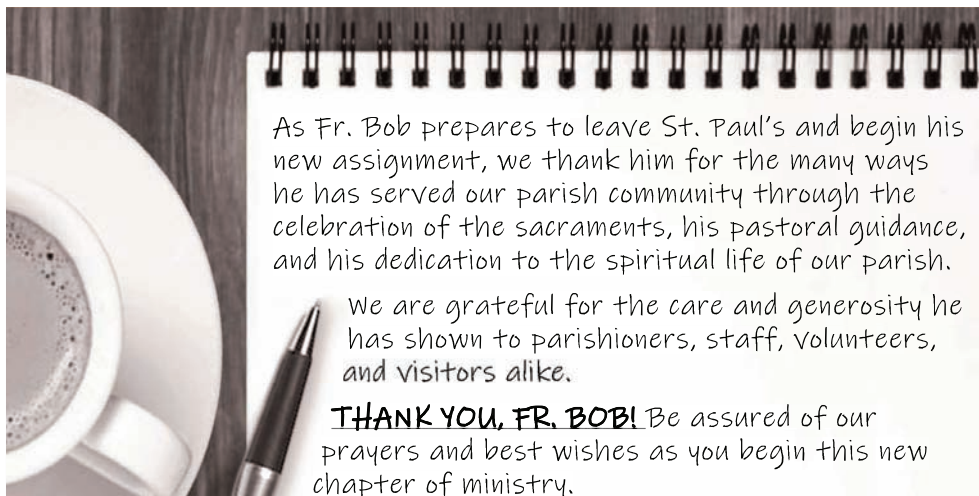 As Fr. Bob prepares to leave St. Paul's and begin his
new assignment, we thank him for the many ways
he has served our parish community through the
celebration of the sacraments, his pastoral guidance,
and his dedication to the spiritual life of our parish.
We are grateful for the care and generosity he
has shown to parishioners, staff, volunteers,
and visitors alike.
THANK YOU, FR. BOB! Be assured of our
prayers and best wishes as you begin this new
chapter of ministry.